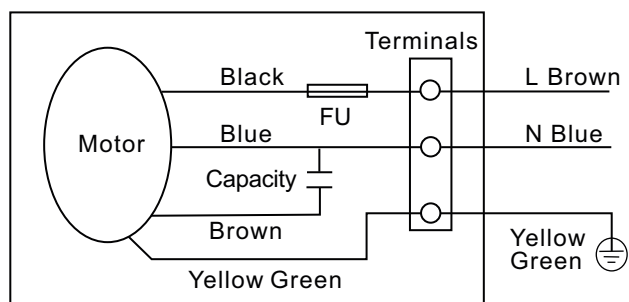 Terminals
Black
L Brown
FU
Blue
N Blue
Motor
Capacity
Brown
Yellow
Green
Yellow Green